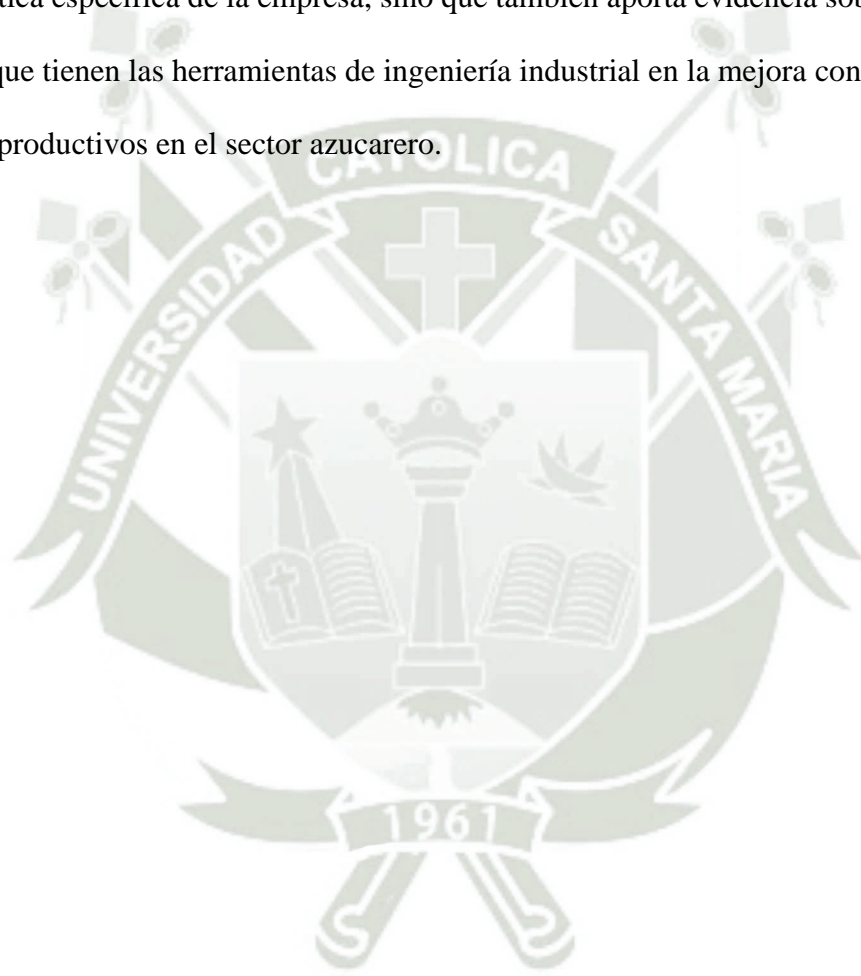 tica específica de la empresa, sino que también aporta evidencia sob
que tienen las herramientas de ingeniería industrial en la mejora con
productivos en el sector azucarero.
UNIVERSIDAD CATOLICA SANTA MARIA
1961